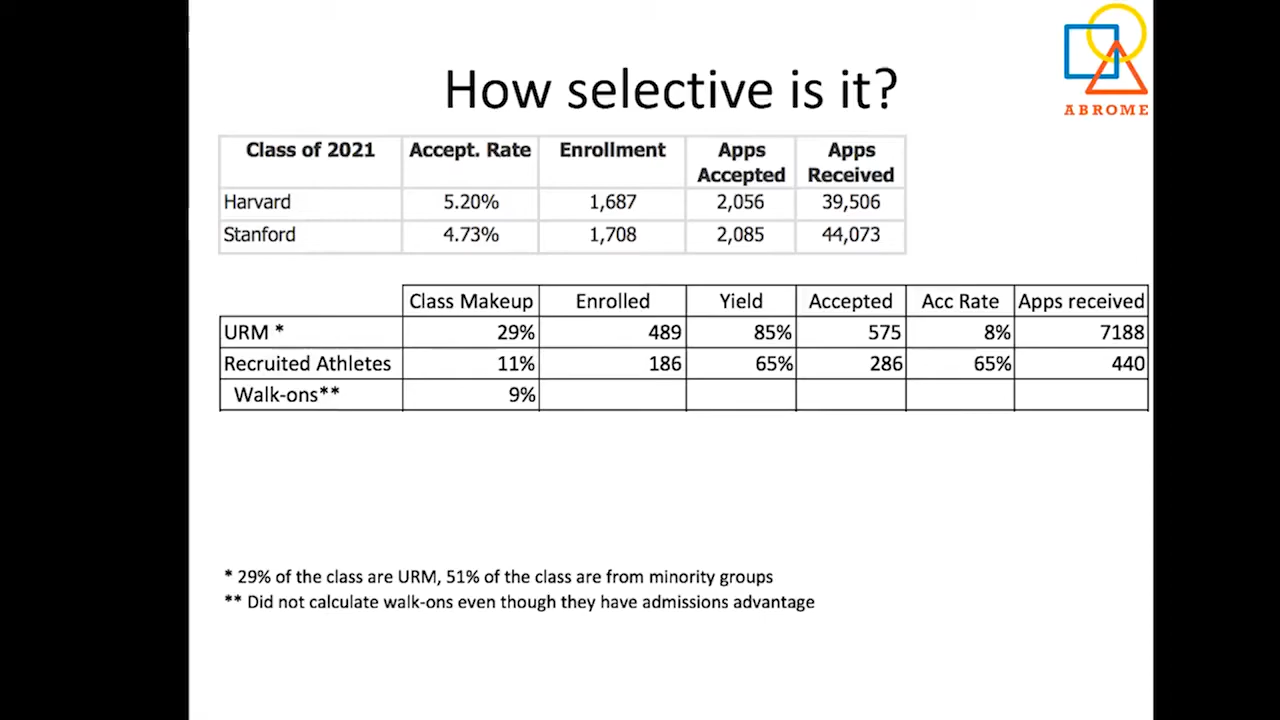 ABROME
How selective is it?
Class of 2021 Accept. Rate Enrollment Apps Accepted Apps Received
Harvard 5.20% 1,687 2,056 39,506
Stanford 4.73% 1,708 2,085 44,073
Class Makeup Enrolled Yield Accepted Acc Rate Apps received
URM * 29% 489 85% 575 8% 7188
Recruited Athletes 11% 186 65% 286 65% 440
Walk-ons** 9%
* 29% of the class are URM, 51% of the class are from minority groups
** Did not calculate walk-ons even though they have admissions advantage